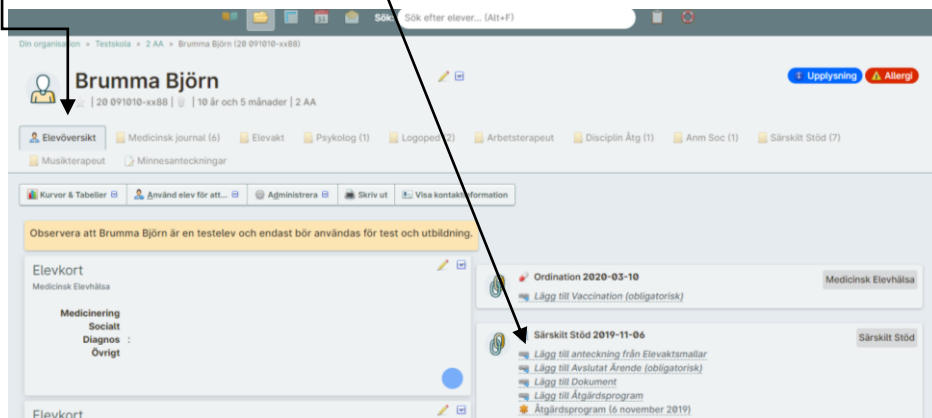 Sök: Sök efter elever... (Alt+F)
Din organisation » Testskola » 2 AA » Brumma Björn (20 091010-xx88)
Brumma Björn
| 20 091010-xx88 | | 10 år och 5 månader | 2 AA
Upplysning Allergi
Elevöversikt Medicinsk journal (6) Elevakt Psykolog (1) Logoped (2) Arbetsterapeut Disciplin Åtg (1) Anm Soc (1) Särskilt Stöd (7)
Musikterapeut Minnesanteckningar
Kurvor & Tabeller Använd elev för att... Administrera Skriv ut Visa kontaktinformation
Observera att Brumma Björn är en testelev och endast bör användas för test och utbildning.
Elevkort
Medicinsk Elevhälsa
Medicinering
Socialt
Diagnos :
Övrigt
Elevkort
Ordination 2020-03-10 Medicinsk Elevhälsa
Lägg till Vaccination (obligatorisk)
Särskilt Stöd 2019-11-06 Särskilt Stöd
Lägg till anteckning från Elevaktsmallar
Lägg till Avslutat Ärende (obligatorisk)
Lägg till Dokument
Lägg till Åtgärdsprogram
Åtgärdsprogram (6 november 2019)